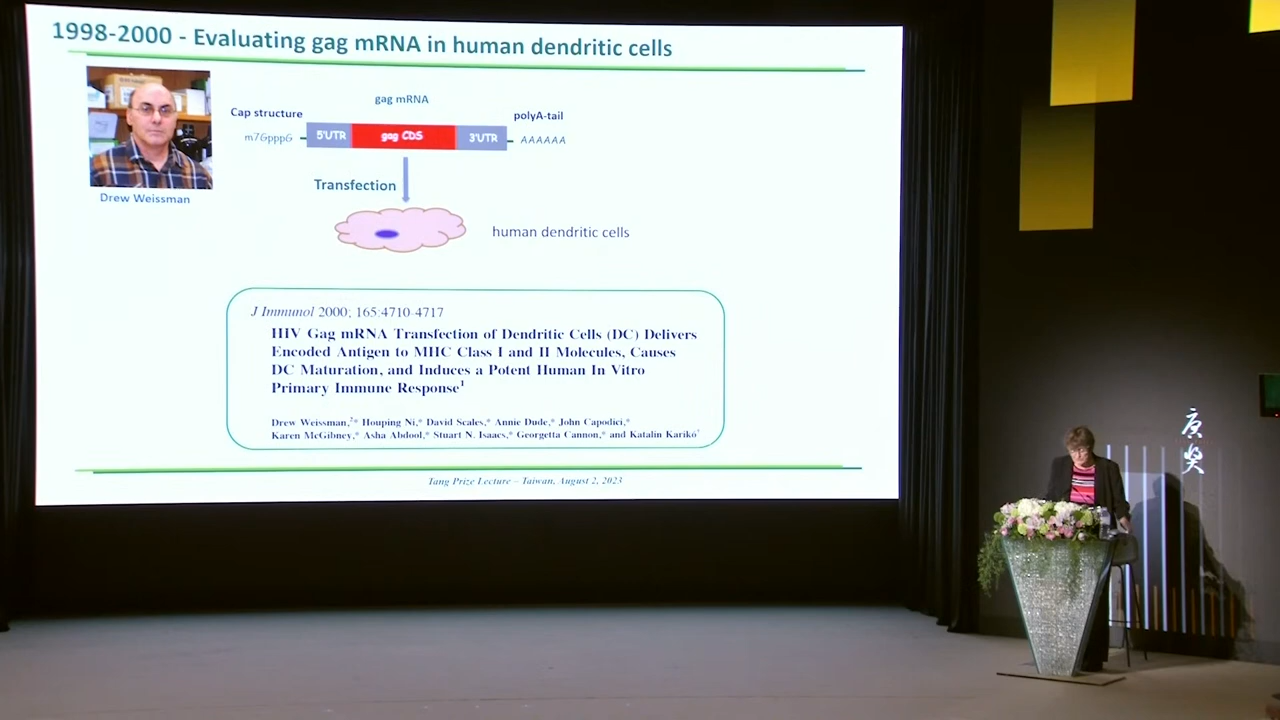 1998-2000 - Evaluating gag mRNA in human dendritic cells
gag mRNA
Cap structure
polyA-tail
m7GpppG
5'UTR
gag CDS
3'UTR
AAAAAA
Transfection
Drew Weissman
human dendritic cells
J Immunol 2000; 165:4710-4717
HIV Gag mRNA Transfection of Dendritic Cells (DC) Delivers
Encoded Antigen to MHC Class I and II Molecules, Causes
DC Maturation, and Induces a Potent Human In Vitro
Primary Immune Response¹
Drew Weissman,²* Houping Ni,* David Scales,* Annie Dude,* John Capodici,*
Karen McGibney,* Asha Abdool,* Stuart N. Isaacs,* Georgetta Cannon,* and Katalin Karikó
Tang Prize Lecture – Taiwan, August 2, 2023
唐
獎